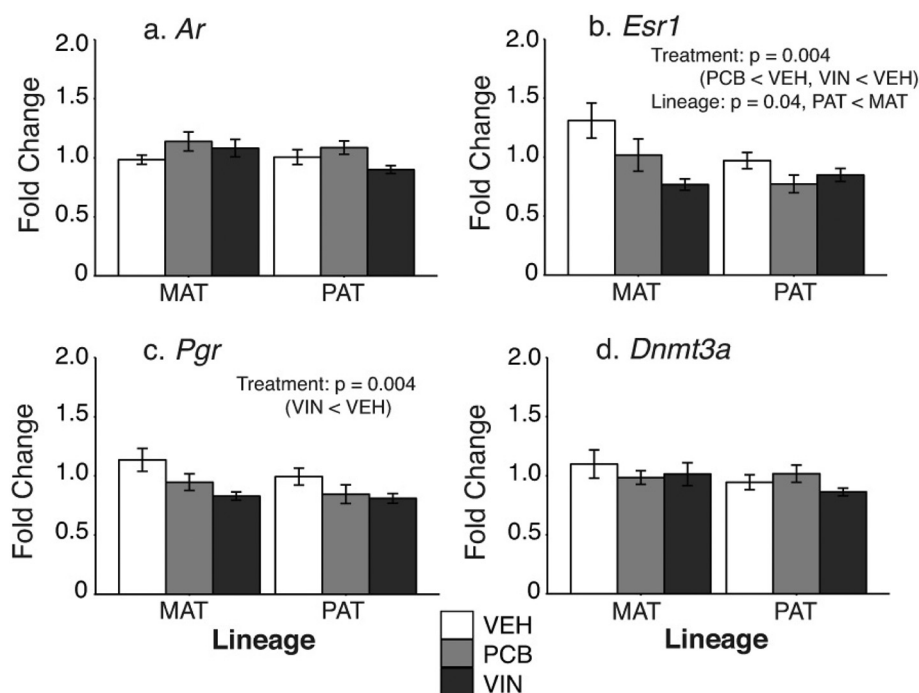 a. Ar
Fold Change
2.0
1.5
1.0
0.5
0
MAT
PAT
b. Esr1
Treatment: p = 0.004
(PCB < VEH, VIN < VEH)
Lineage: p = 0.04, PAT < MAT
Fold Change
2.0
1.5
1.0
0.5
0
MAT
PAT
c. Pgr
Treatment: p = 0.004
(VIN < VEH)
Fold Change
2.0
1.5
1.0
0.5
0
MAT
PAT
Lineage
d. Dnmt3a
Fold Change
2.0
1.5
1.0
0.5
0
MAT
PAT
Lineage
VEH
PCB
VIN